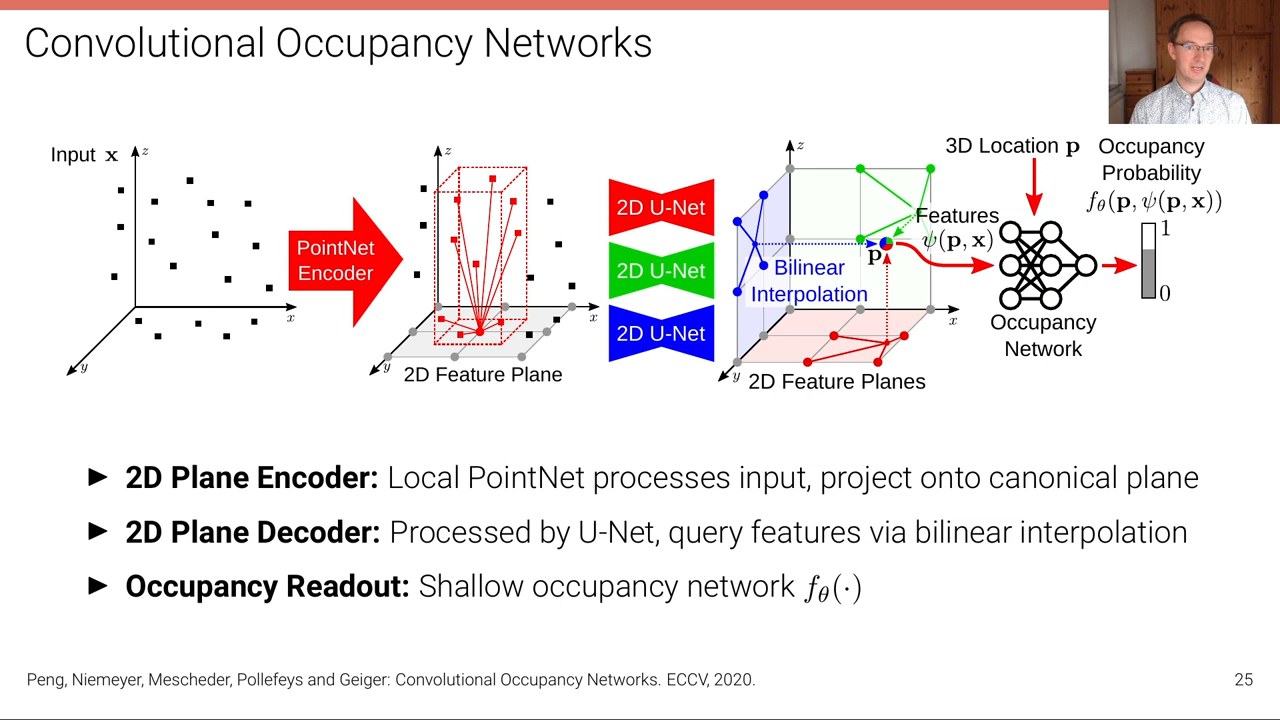 Convolutional Occupancy Networks
Input x
z
x
y
PointNet
Encoder
z
x
y
2D Feature Plane
2D U-Net
2D U-Net
2D U-Net
z
x
y
Bilinear
Interpolation
p
2D Feature Planes
Features
ψ(p, x)
3D Location p
Occupancy
Network
Occupancy
Probability
fθ(p, ψ(p, x))
1
0
► 2D Plane Encoder: Local PointNet processes input, project onto canonical plane
► 2D Plane Decoder: Processed by U-Net, query features via bilinear interpolation
► Occupancy Readout: Shallow occupancy network fθ(·)
Peng, Niemeyer, Mescheder, Pollefeys and Geiger: Convolutional Occupancy Networks. ECCV, 2020.
25